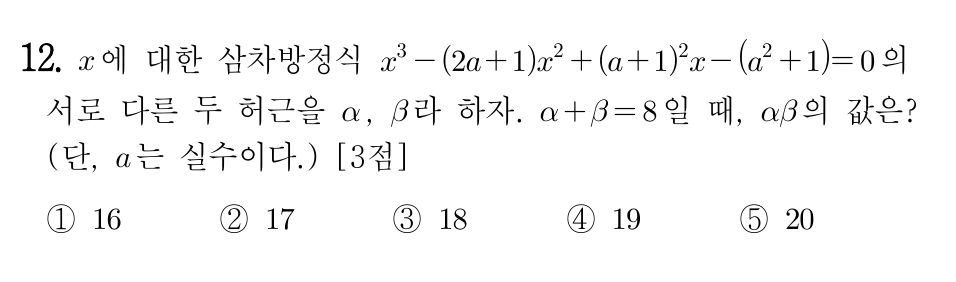 12. x에 대한 삼차방정식 x³－(2a＋1)x²＋(a＋1)²x－(a²＋1)＝0의
서로 다른 두 허근을 α, β라 하자. α＋β＝8일 때, αβ의 값은?
(단, a는 실수이다.) [3점]
① 16 ② 17 ③ 18 ④ 19 ⑤ 20